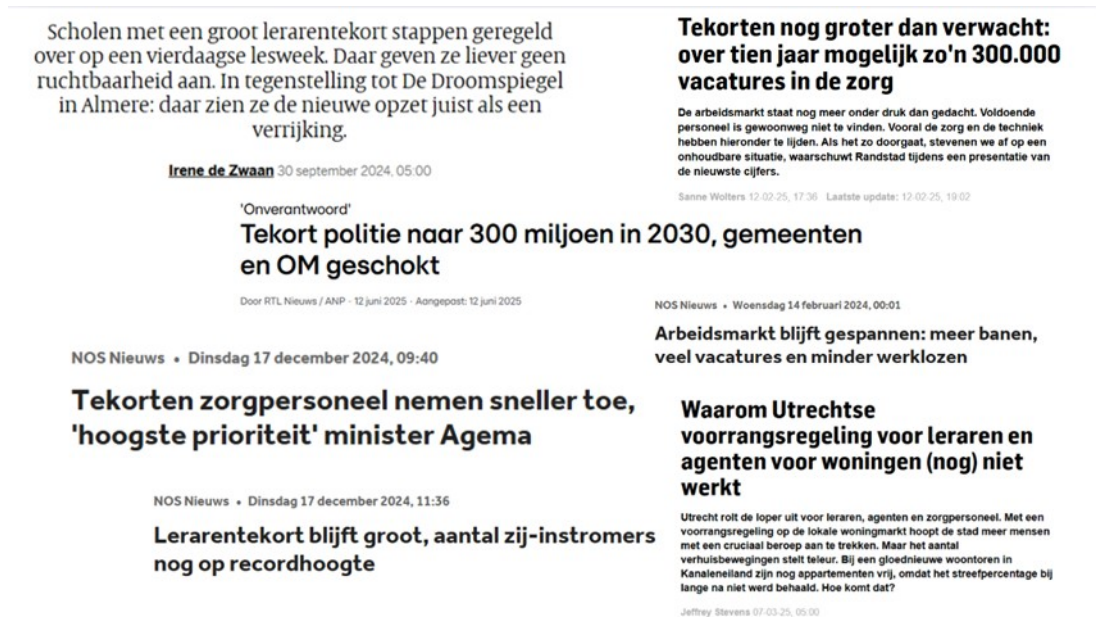 Scholen met een groot lerarentekort stappen geregeld
over op een vierdaagse lesweek. Daar geven ze liever geen
ruchtbaarheid aan. In tegenstelling tot De Droomspiegel
in Almere: daar zien ze de nieuwe opzet juist als een
verrijking.
Irene de Zwaan 30 september 2024, 05:00
Tekorten nog groter dan verwacht:
over tien jaar mogelijk zo'n 300.000
vacatures in de zorg
De arbeidsmarkt staat nog meer onder druk dan gedacht. Voldoende
personeel is gewoonweg niet te vinden. Vooral de zorg en de techniek
hebben hieronder te lijden. Als het zo doorgaat, stevenen we af op een
onhoudbare situatie, waarschuwt Randstad tijdens een presentatie van
de nieuwste cijfers.
Sanne Wolters 12-02-25, 17:36 Laatste update: 12-02-25, 19:02
'Onverantwoord'
Tekort politie naar 300 miljoen in 2030, gemeenten
en OM geschokt
Door RTL Nieuws / ANP · 12 juni 2025 · Aangepast: 12 juni 2025
NOS Nieuws • Woensdag 14 februari 2024, 00:01
Arbeidsmarkt blijft gespannen: meer banen,
veel vacatures en minder werklozen
NOS Nieuws • Dinsdag 17 december 2024, 09:40
Tekorten zorgpersoneel nemen sneller toe,
'hoogste prioriteit' minister Agema
Waarom Utrechtse
voorrangsregeling voor leraren en
agenten voor woningen (nog) niet
werkt
Utrecht rolt de loper uit voor leraren, agenten en zorgpersoneel. Met een
voorrangsregeling op de lokale woningmarkt hoopt de stad meer mensen
met een cruciaal beroep aan te trekken. Maar het aantal
verhuisbewegingen stelt teleur. Bij een gloednieuwe woontoren in
Kanaleneiland zijn nog appartementen vrij, omdat het streefpercentage bij
lange na niet werd behaald. Hoe komt dat?
Jeffrey Stevens 07-03-25, 05:00
NOS Nieuws • Dinsdag 17 december 2024, 11:36
Lerarentekort blijft groot, aantal zij-instromers
nog op recordhoogte